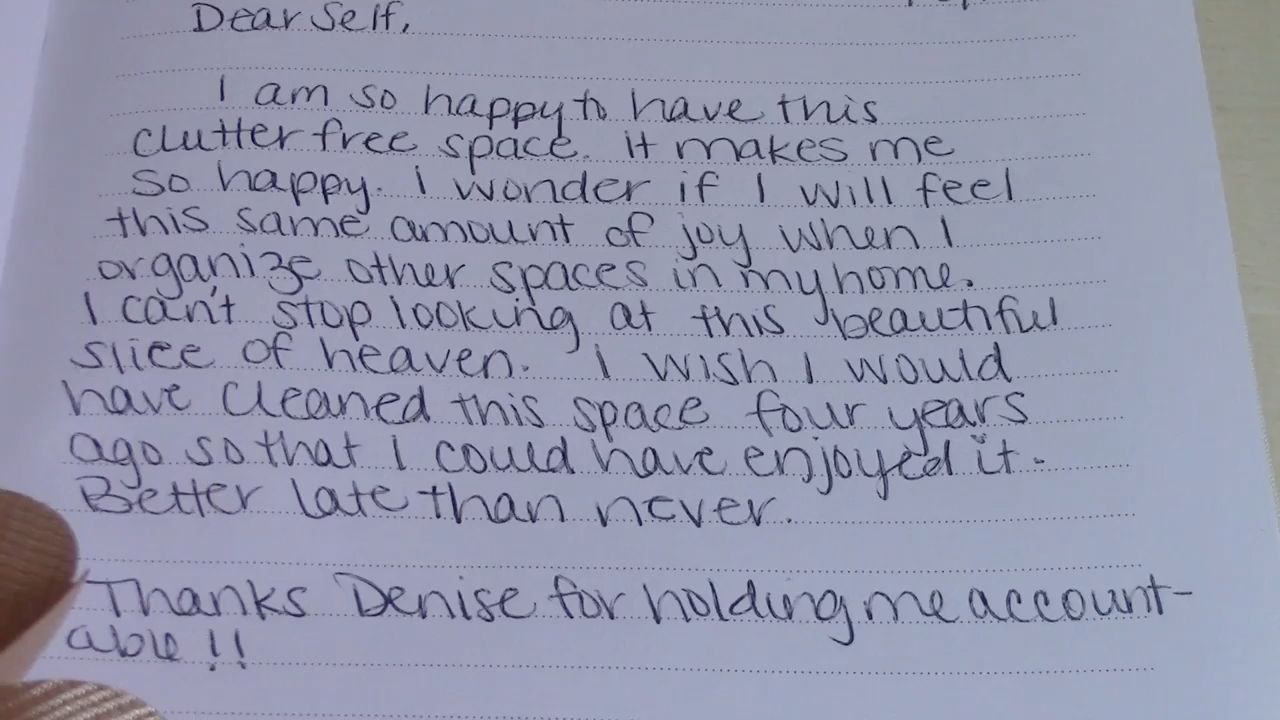 Dear Self,
I am so happy to have this
clutter free space. It makes me
so happy. I wonder if I will feel
this same amount of joy when I
organize other spaces in my home.
I can't stop looking at this beautiful
slice of heaven. I wish I would
have cleaned this space four years
ago so that I could have enjoyed it.
Better late than never.
Thanks Denise for holding me account-
able!!